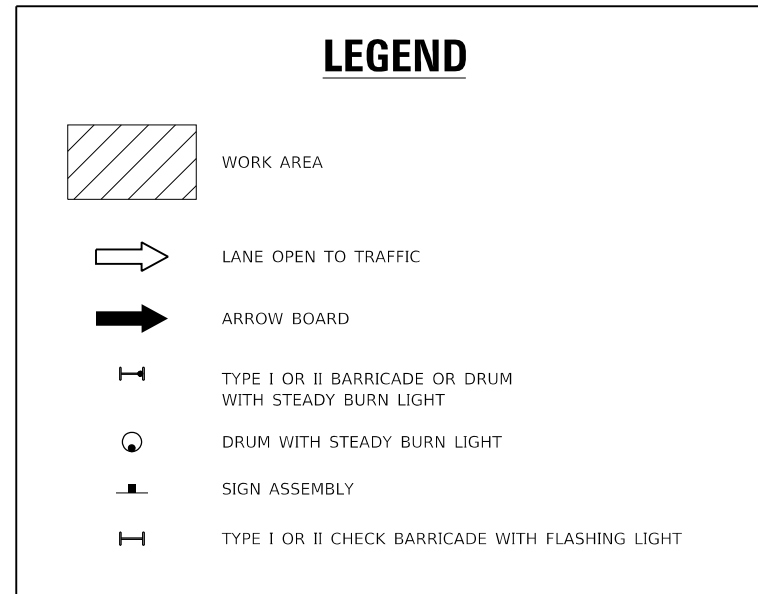 LEGEND
WORK AREA
LANE OPEN TO TRAFFIC
ARROW BOARD
TYPE I OR II BARRICADE OR DRUM
WITH STEADY BURN LIGHT
DRUM WITH STEADY BURN LIGHT
SIGN ASSEMBLY
TYPE I OR II CHECK BARRICADE WITH FLASHING LIGHT